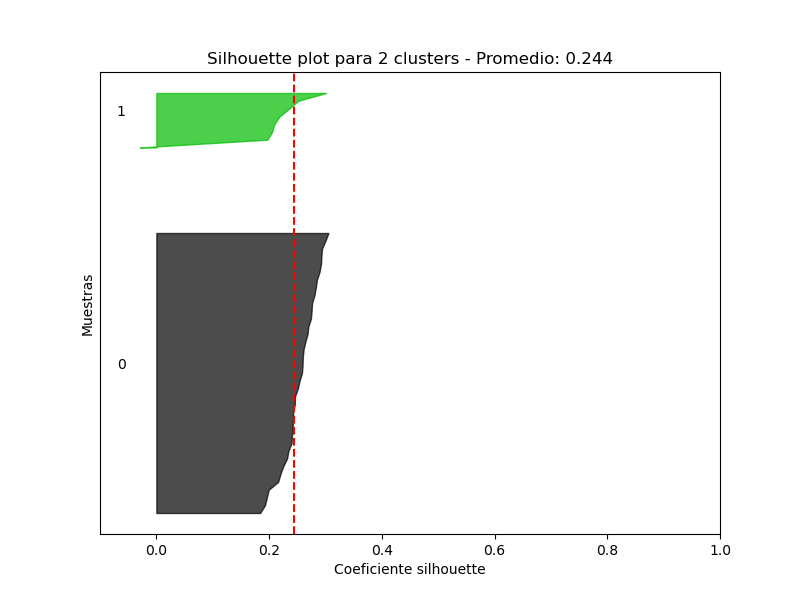 Silhouette plot para 2 clusters - Promedio: 0.244
1
0
Muestras
0.0 0.2 0.4 0.6 0.8 1.0
Coeficiente silhouette